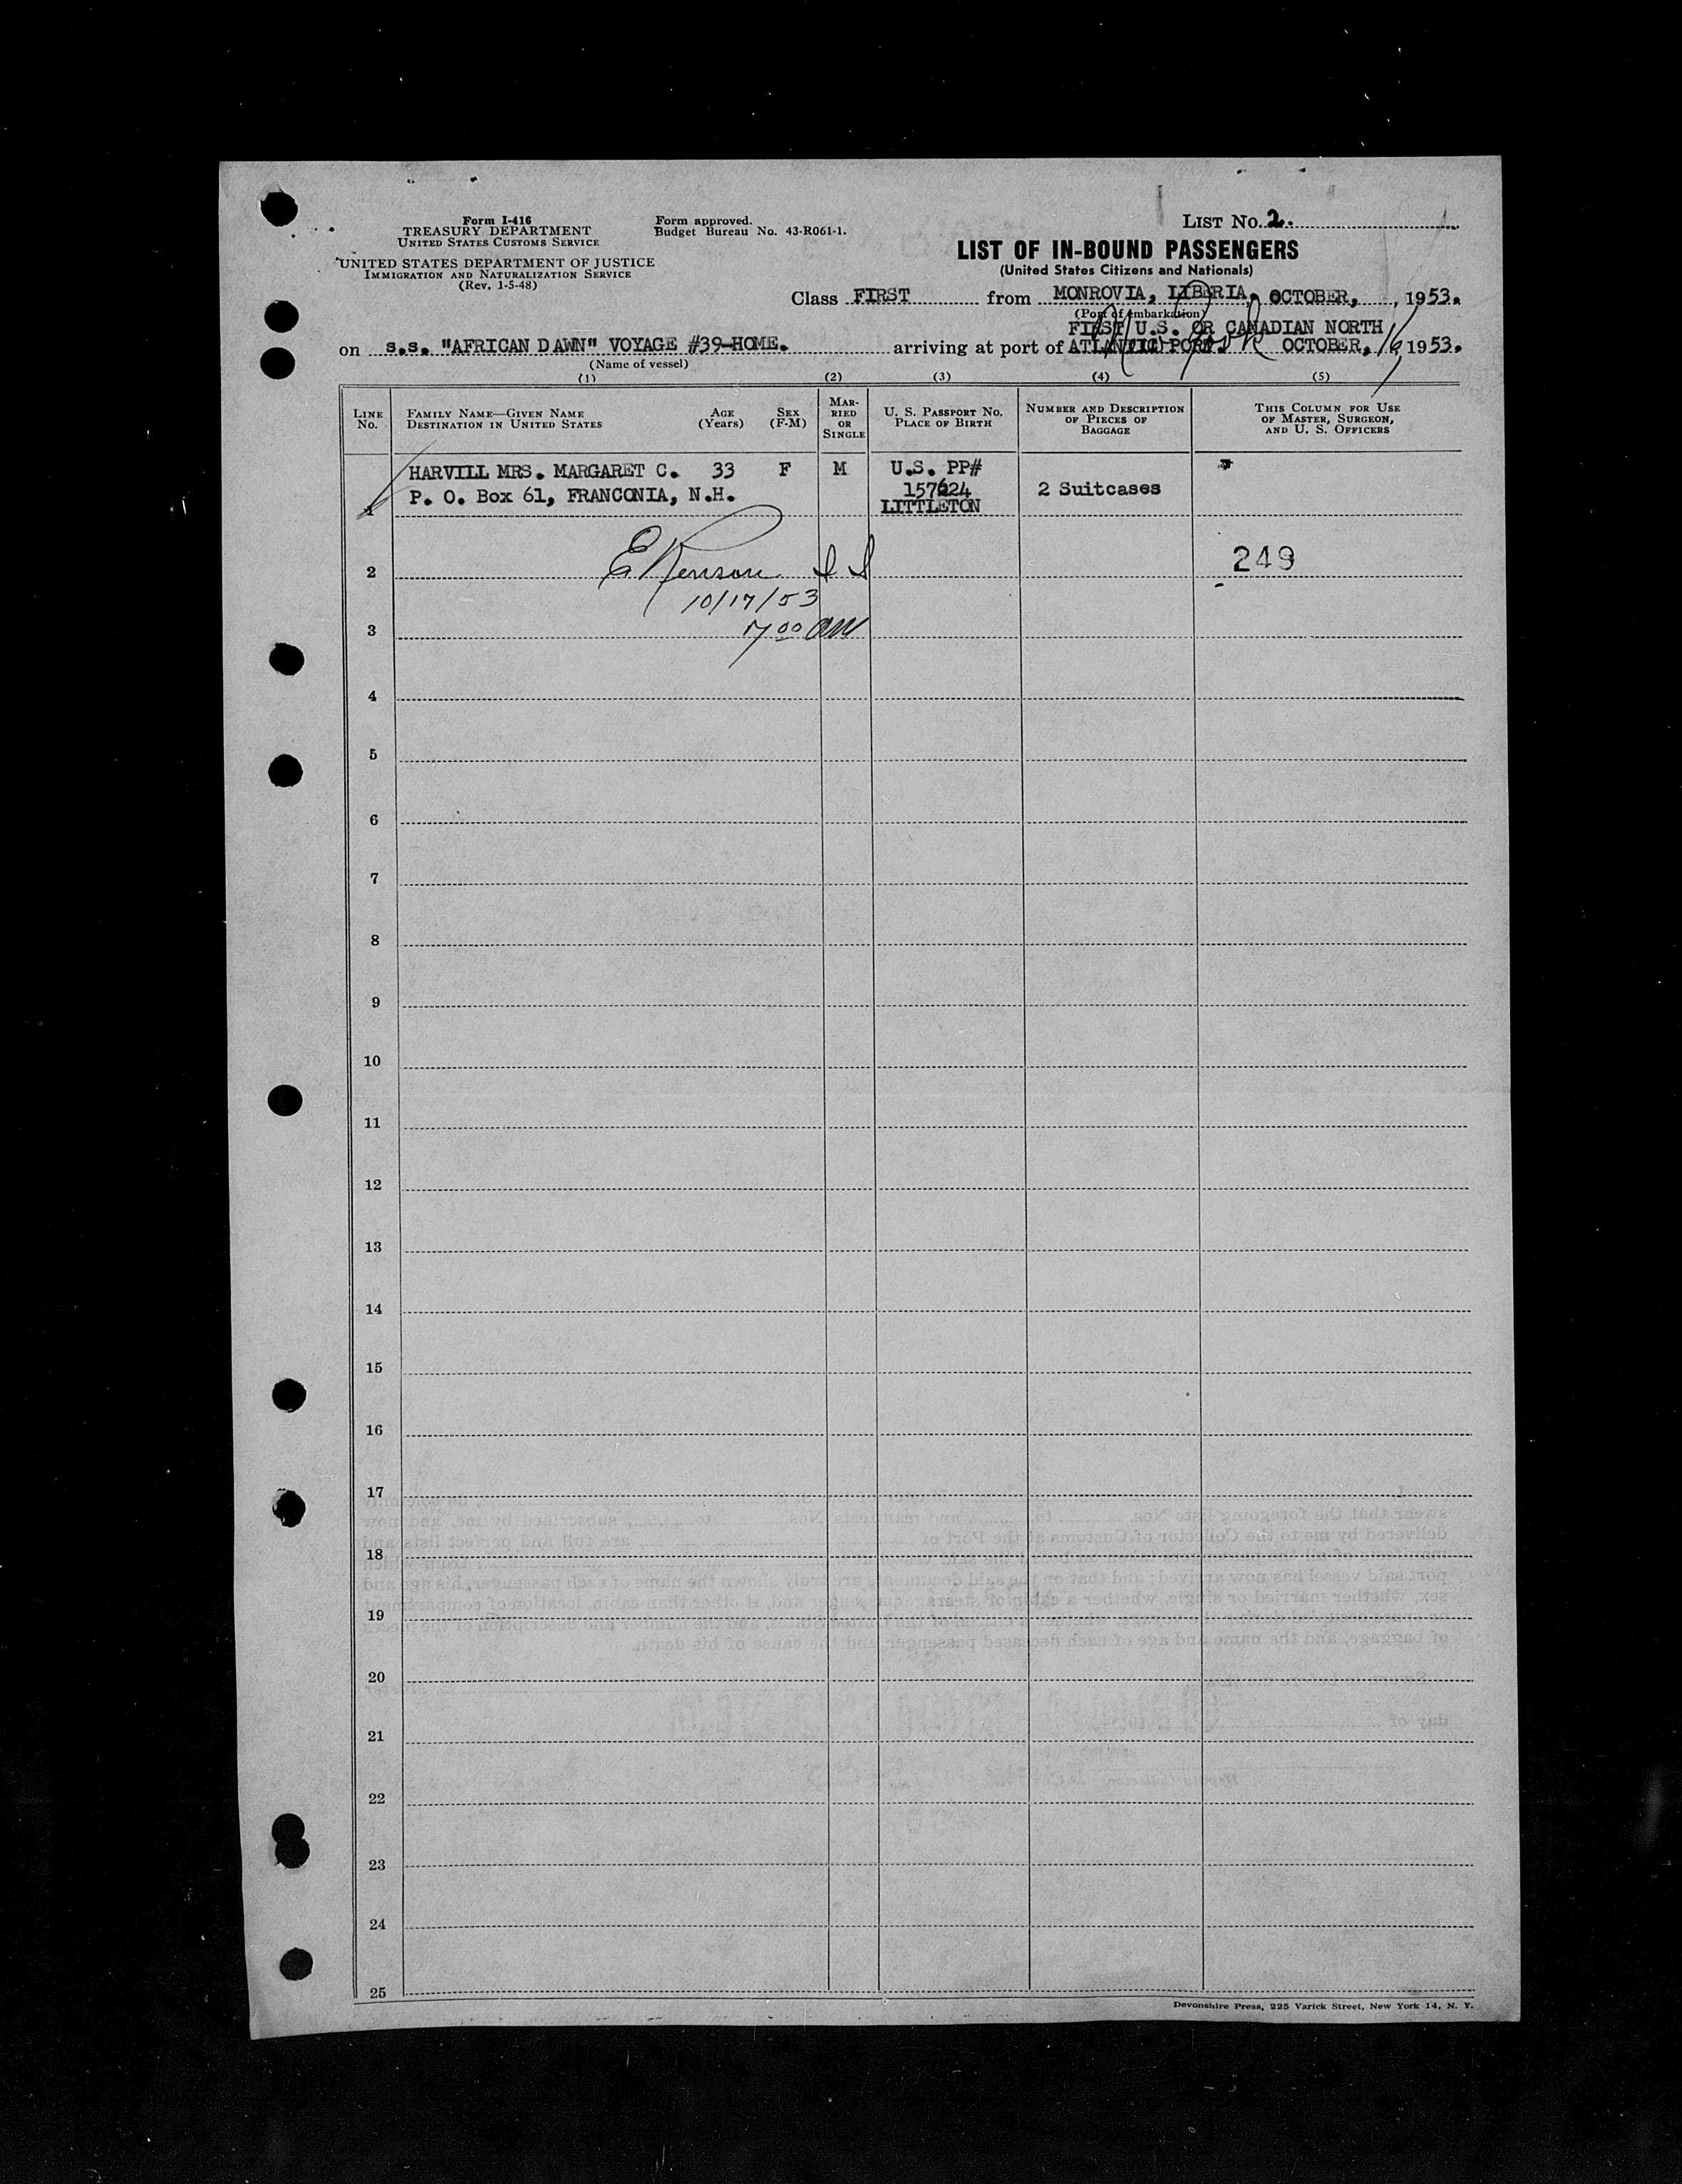 Form I-416
TREASURY DEPARTMENT
UNITED STATES CUSTOMS SERVICE
UNITED STATES DEPARTMENT OF JUSTICE
IMMIGRATION AND NATURALIZATION SERVICE
(Rev. 1-5-48)
Form approved.
Budget Bureau No. 43-R061-1.
LIST NO. 2.
LIST OF IN-BOUND PASSENGERS
(United States Citizens and Nationals)
Class FIRST from MONROVIA, LIBERIA, OCTOBER, , 1953.
(Port of embarkation)
FIRST U.S. OR CANADIAN NORTH
on s.s. "AFRICAN DAWN" VOYAGE #39-HOME. arriving at port of ATLANTIC PORT. New York OCTOBER, 16, 1953.
(Name of vessel)
(1) (2) (3) (4) (5)
LINE No. FAMILY NAME—GIVEN NAME DESTINATION IN UNITED STATES AGE (Years) SEX (F-M) MARRIED OR SINGLE U. S. PASSPORT NO. PLACE OF BIRTH NUMBER AND DESCRIPTION OF PIECES OF BAGGAGE THIS COLUMN FOR USE OF MASTER, SURGEON, AND U. S. OFFICERS
HARVILL MRS. MARGARET C. 33 F M U.S. PP#
P. O. Box 61, FRANCONIA, N.H. 157624 2 Suitcases
1 LITTLETON
2 249
10/17/53
3 7 00 AM
4
5
6
7
8
9
10
11
12
13
14
15
16
17
18
19
20
21
22
23
24
25
Devonshire Press, 225 Varick Street, New York 14, N. Y.